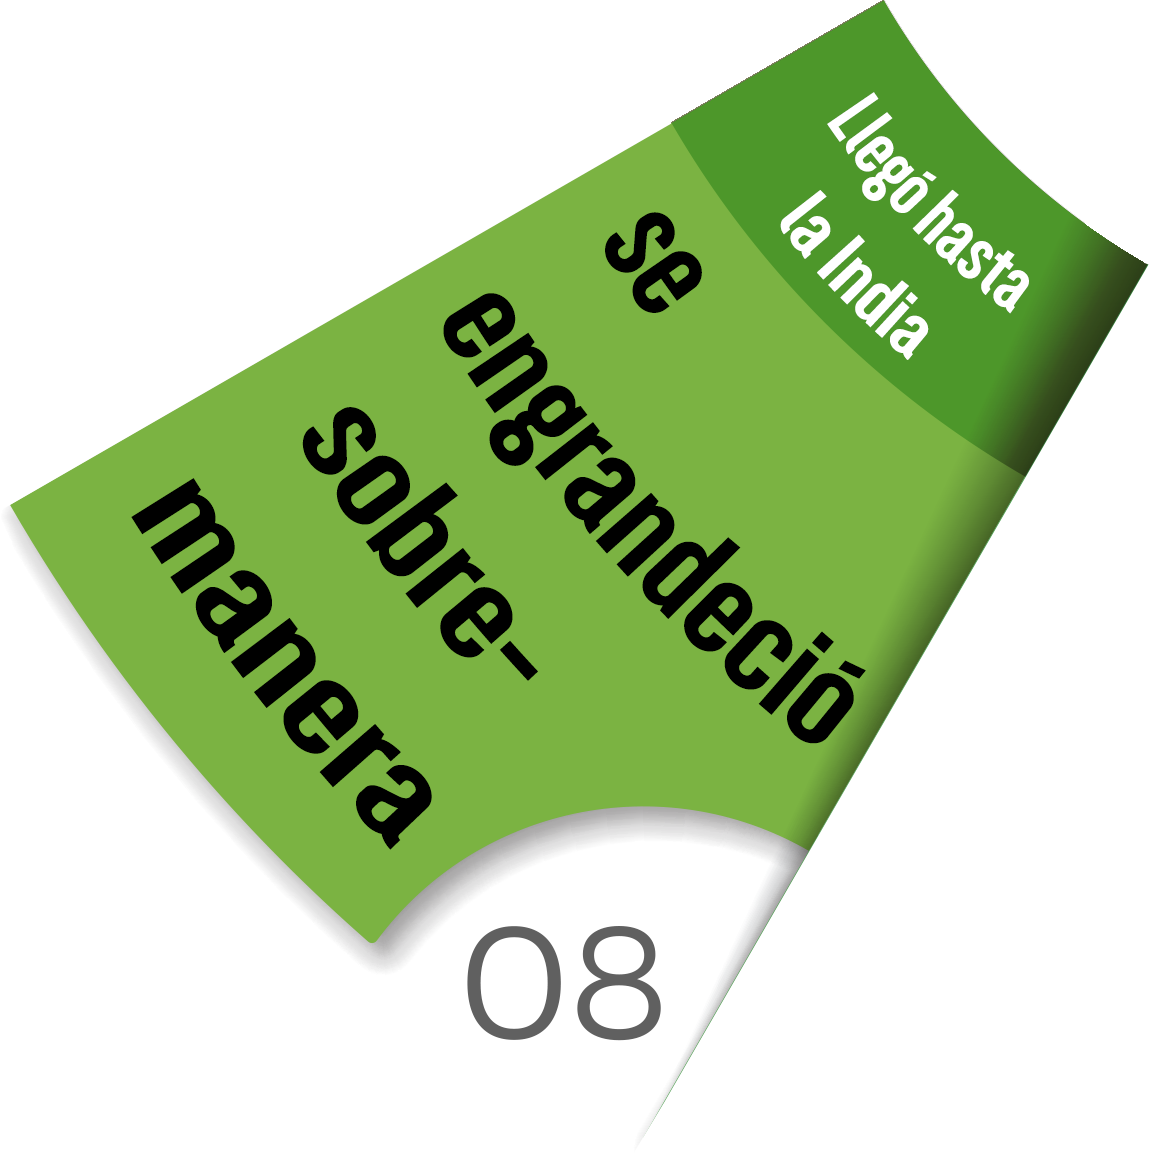 Llegó hasta
la India
se
engrandeció
sobre-
manera
08